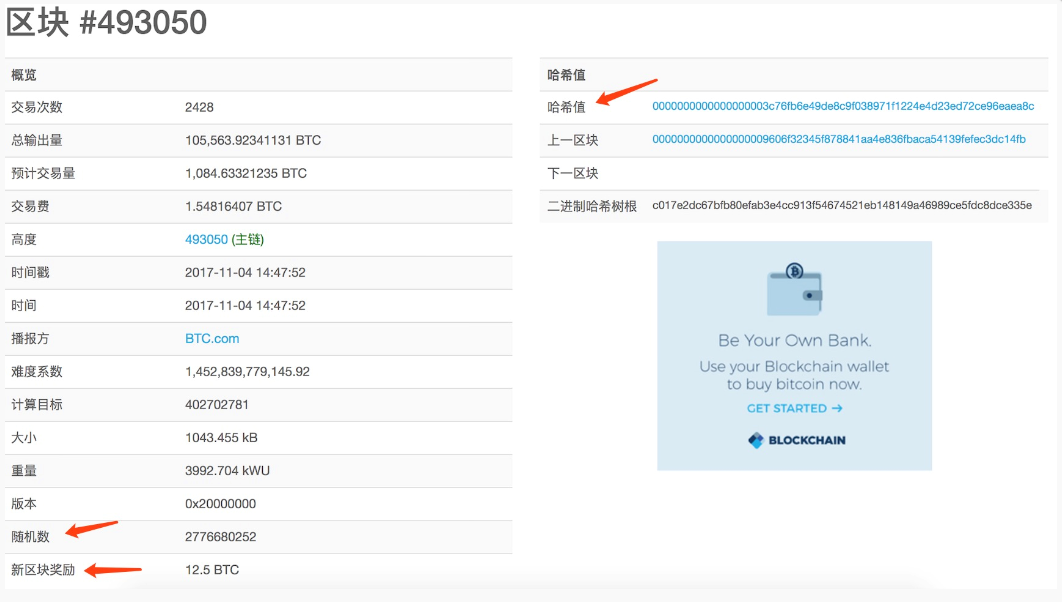 区块 #493050
概览
交易次数 2428
总输出量 105,563.92341131 BTC
预计交易量 1,084.63321235 BTC
交易费 1.54816407 BTC
高度 493050 (主链)
时间戳 2017-11-04 14:47:52
时间 2017-11-04 14:47:52
播报方 BTC.com
难度系数 1,452,839,779,145.92
计算目标 402702781
大小 1043.455 kB
重量 3992.704 kWU
版本 0x20000000
随机数 2776680252
新区块奖励 12.5 BTC
哈希值
哈希值 0000000000000000003c76fb6e49de8c9f038971f1224e4d23ed72ce96eaea8c
上一区块 0000000000000000009606f32345f878841aa4e836fbaca54139fefec3dc14fb
下一区块
二进制哈希树根 c017e2dc67bfb80efab3e4cc913f54674521eb148149a46989ce5fdc8dce335e
Be Your Own Bank.
Use your Blockchain wallet
to buy bitcoin now.
GET STARTED →
BLOCKCHAIN